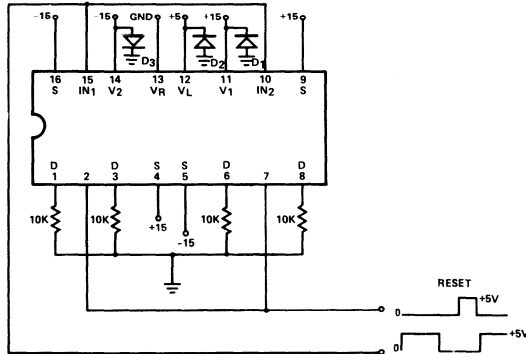 -15 -15 GND +5 +15 +15
D3 D2 D1
16 15 14 13 12 11 10 9
S IN1 V2 VR VL V1 IN2 S
D D S S D D
1 2 3 4 5 6 7 8
10K 10K 10K 10K
+15
-15
RESET
0 +5V
0 +5V